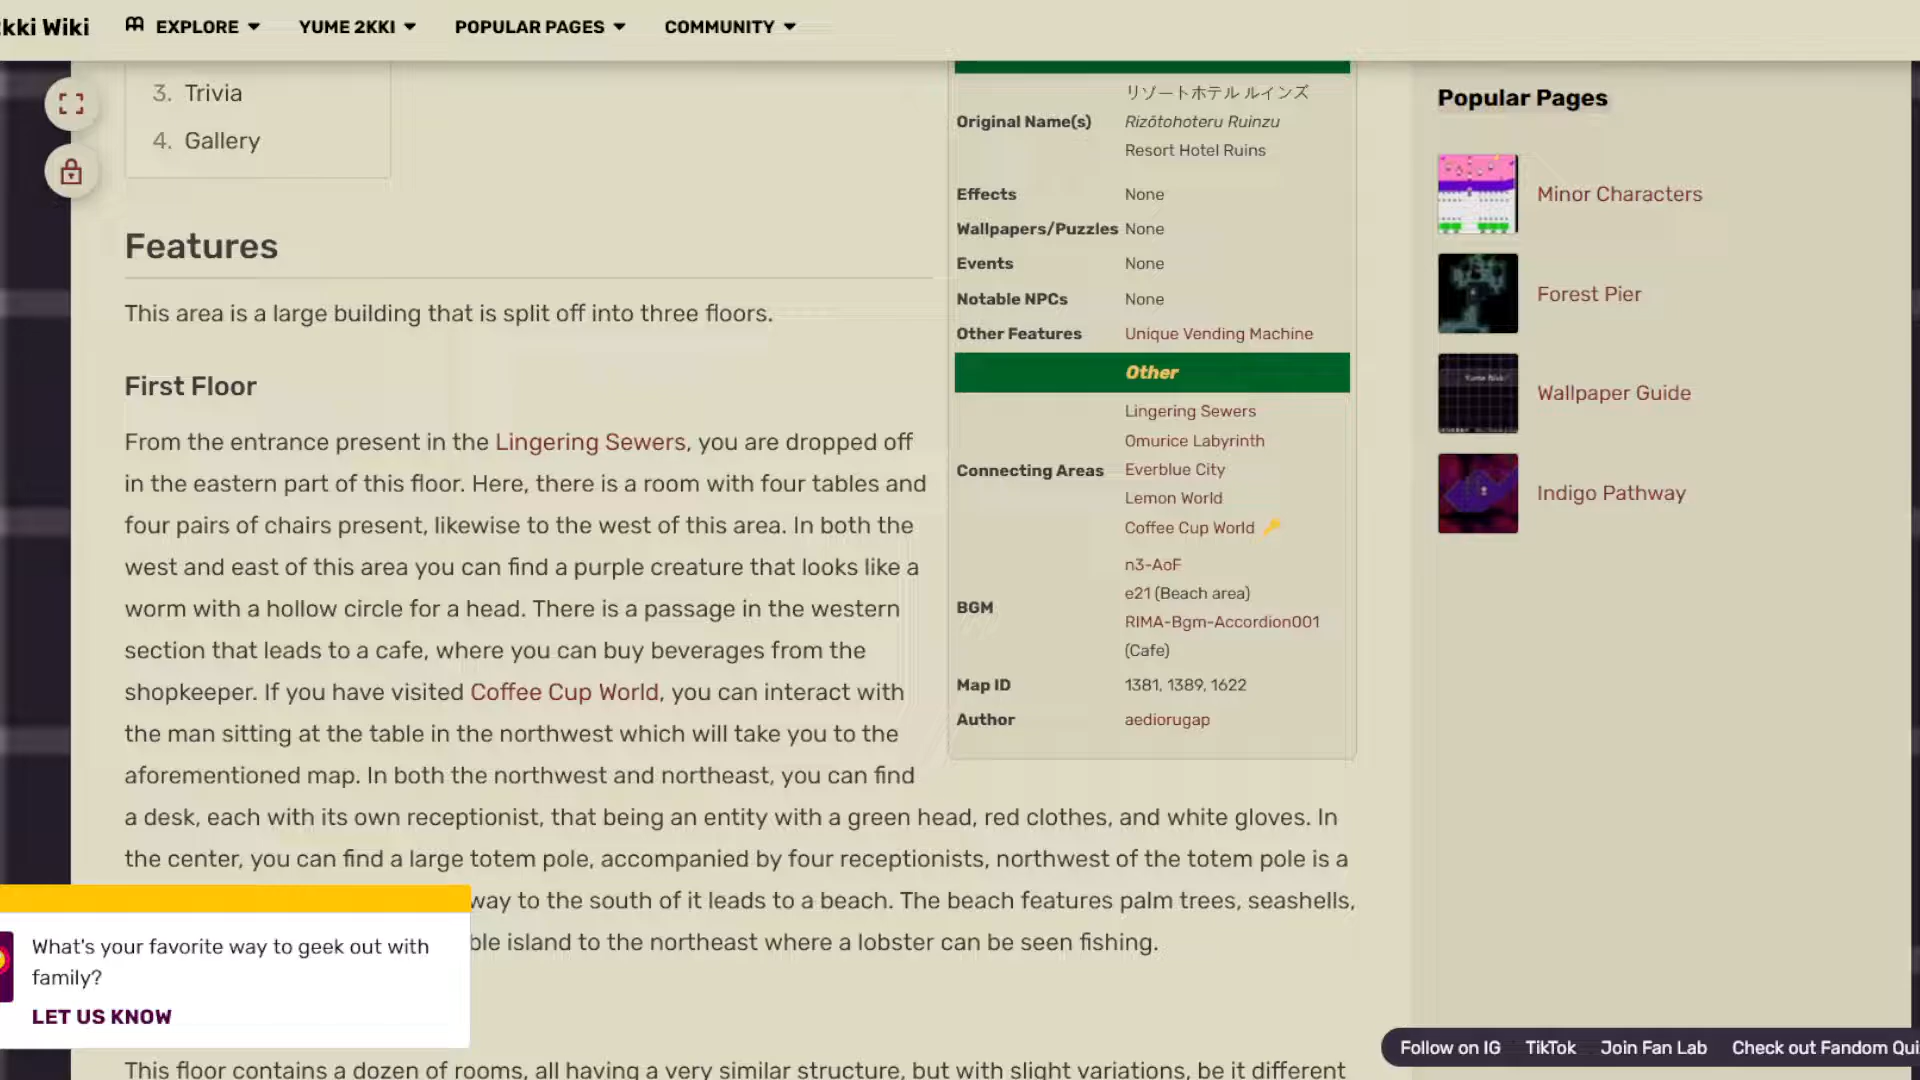 kki Wiki
EXPLORE
YUME 2KKI
POPULAR PAGES
COMMUNITY
3. Trivia
4. Gallery
Features
This area is a large building that is split off into three floors.
First Floor
From the entrance present in the Lingering Sewers, you are dropped off
in the eastern part of this floor. Here, there is a room with four tables and
four pairs of chairs present, likewise to the west of this area. In both the
west and east of this area you can find a purple creature that looks like a
worm with a hollow circle for a head. There is a passage in the western
section that leads to a cafe, where you can buy beverages from the
shopkeeper. If you have visited Coffee Cup World, you can interact with
the man sitting at the table in the northwest which will take you to the
aforementioned map. In both the northwest and northeast, you can find
a desk, each with its own receptionist, that being an entity with a green head, red clothes, and white gloves. In
the center, you can find a large totem pole, accompanied by four receptionists, northwest of the totem pole is a
way to the south of it leads to a beach. The beach features palm trees, seashells,
ble island to the northeast where a lobster can be seen fishing.
This floor contains a dozen of rooms, all having a very similar structure, but with slight variations, be it different
リゾートホテル ルインズ
Original Name(s)
Rizōtohoteru Ruinzu
Resort Hotel Ruins
Effects None
Wallpapers/Puzzles None
Events None
Notable NPCs None
Other Features Unique Vending Machine
Other
Lingering Sewers
Omurice Labyrinth
Connecting Areas Everblue City
Lemon World
Coffee Cup World
n3-AoF
e21 (Beach area)
BGM
RIMA-Bgm-Accordion001
(Cafe)
Map ID 1381, 1389, 1622
Author aediorugap
Popular Pages
Minor Characters
Forest Pier
Wallpaper Guide
Indigo Pathway
What's your favorite way to geek out with
family?
LET US KNOW
Follow on IG TikTok Join Fan Lab Check out Fandom Qui